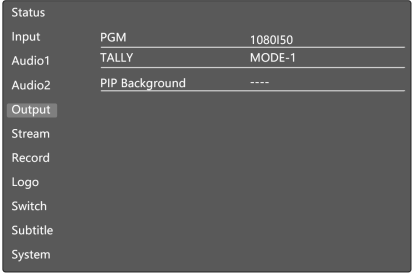 Status
Input
Audio1
Audio2
Output
Stream
Record
Logo
Switch
Subtitle
System
PGM 1080I50
TALLY MODE-1
PIP Background ----